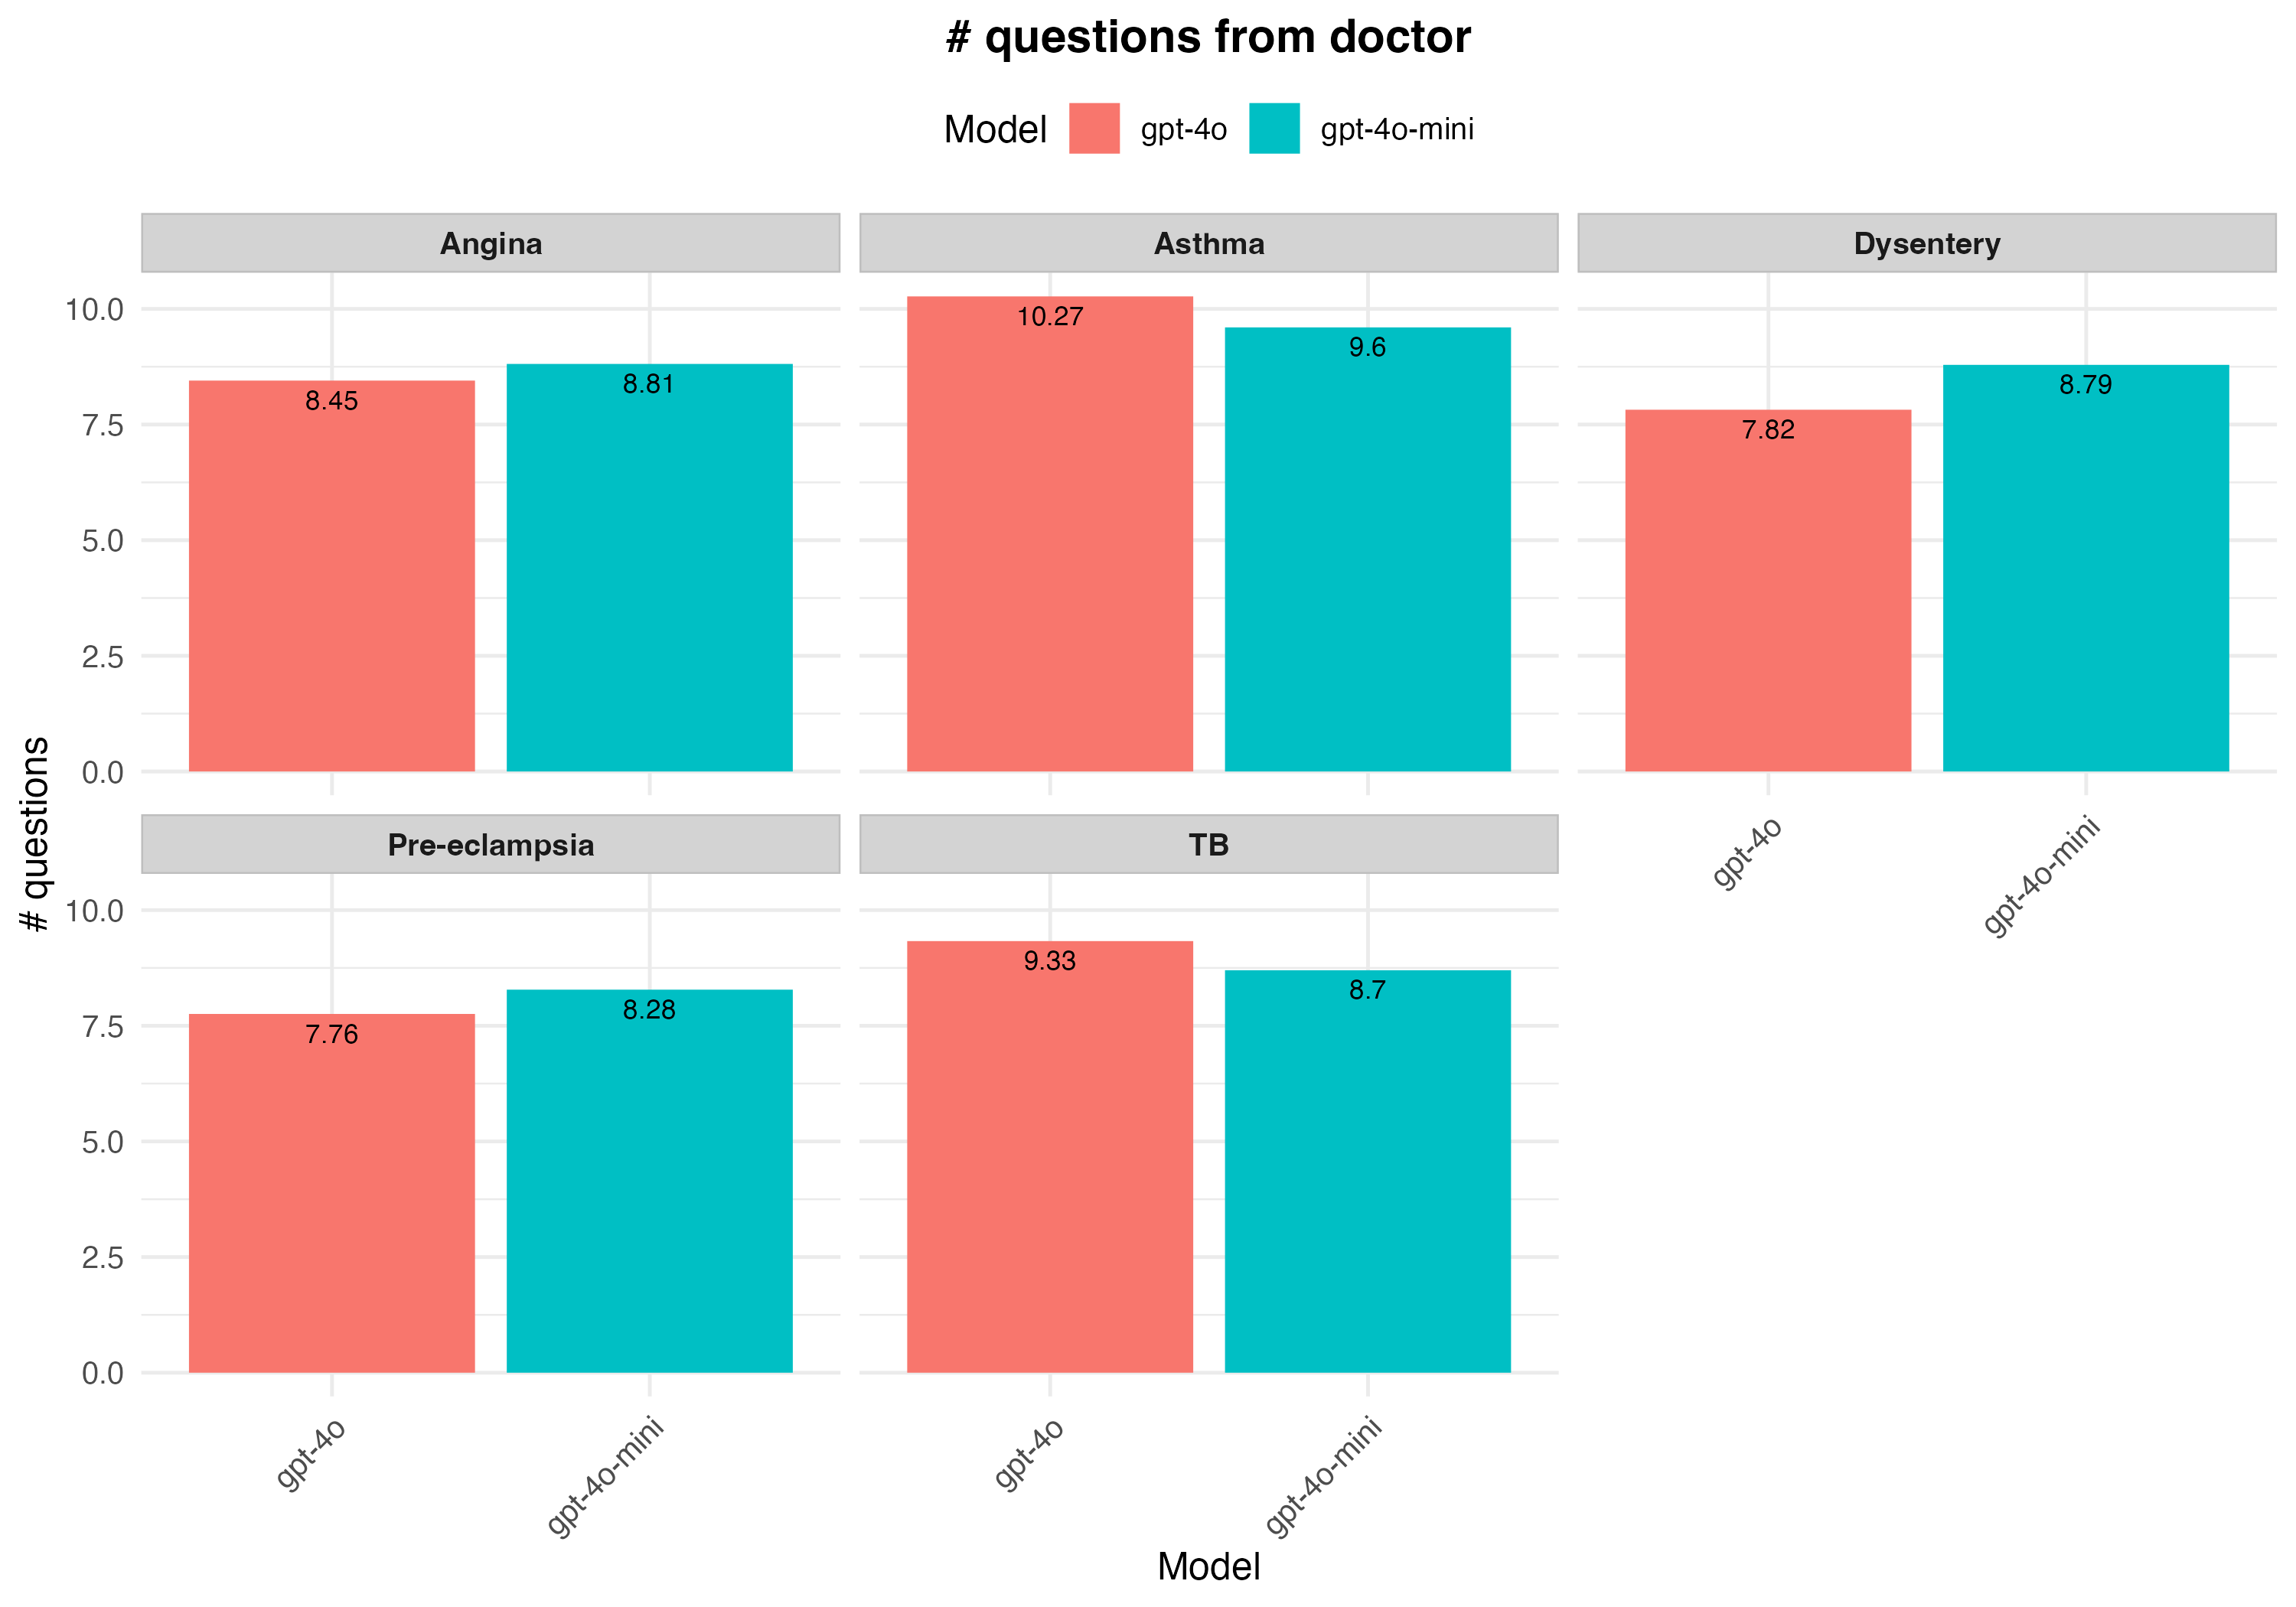 # questions from doctor
Model gpt-4o gpt-4o-mini
Angina Asthma Dysentery
# questions
10.0
7.5
5.0
2.5
0.0
8.45 8.81
10.27 9.6
7.82 8.79
gpt-4o gpt-4o-mini
Pre-eclampsia TB
10.0
7.5
5.0
2.5
0.0
7.76 8.28
9.33 8.7
gpt-4o gpt-4o-mini gpt-4o gpt-4o-mini
Model